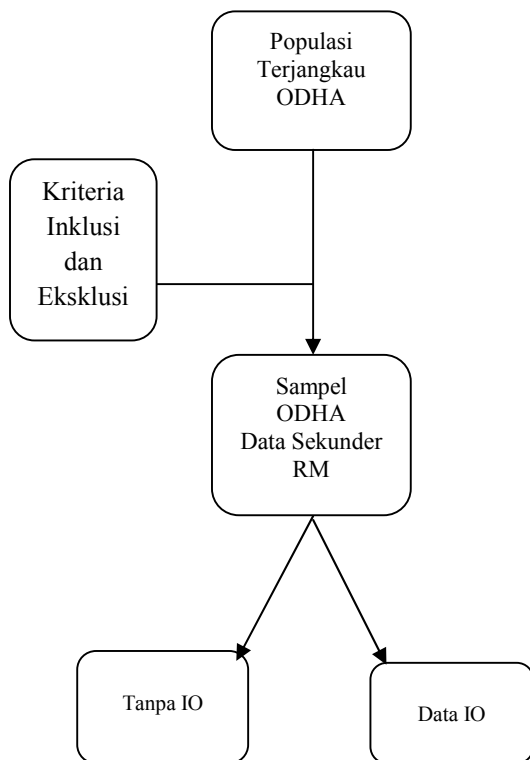 Populasi
Terjangkau
ODHA
Kriteria
Inklusi
dan
Eksklusi
Sampel
ODHA
Data Sekunder
RM
Tanpa IO
Data IO